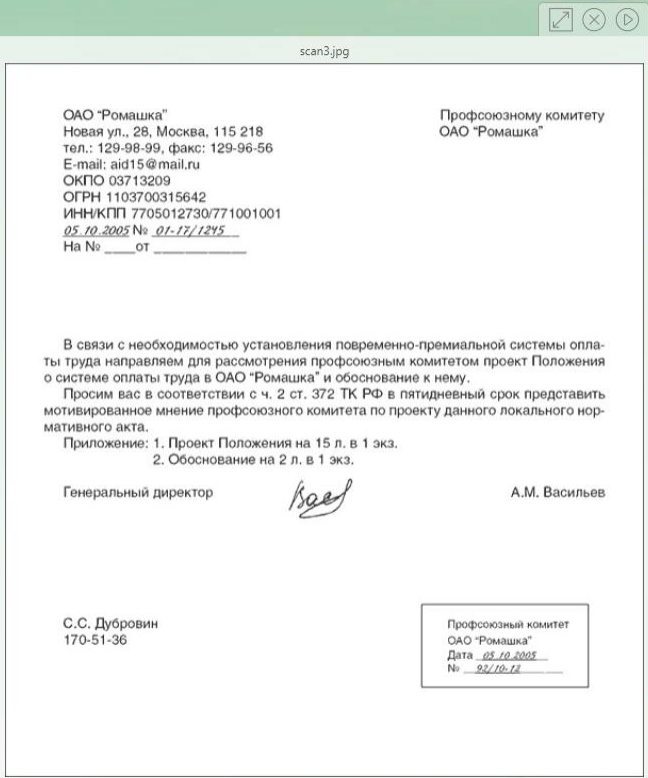 scan3.jpg
ОАО “Ромашка”
Новая ул., 28, Москва, 115 218
тел.: 129-98-99, факс: 129-96-56
E-mail: aid15@mail.ru
ОКПО 03713209
ОГРН 1103700315642
ИНН/КПП 7705012730/771001001
05.10.2005 № 01-17/1245
На № ____ от ____________
Профсоюзному комитету
ОАО “Ромашка”
В связи с необходимостью установления повременно-премиальной системы опла-
ты труда направляем для рассмотрения профсоюзным комитетом проект Положения
о системе оплаты труда в ОАО “Ромашка” и обоснование к нему.
Просим вас в соответствии с ч. 2 ст. 372 ТК РФ в пятидневный срок представить
мотивированное мнение профсоюзного комитета по проекту данного локального нор-
мативного акта.
Приложение: 1. Проект Положения на 15 л. в 1 экз.
2. Обоснование на 2 л. в 1 экз.
Генеральный директор А.М. Васильев
С.С. Дубровин
170-51-36
Профсоюзный комитет
ОАО “Ромашка”
Дата 05.10.2005
№ 92/10-12